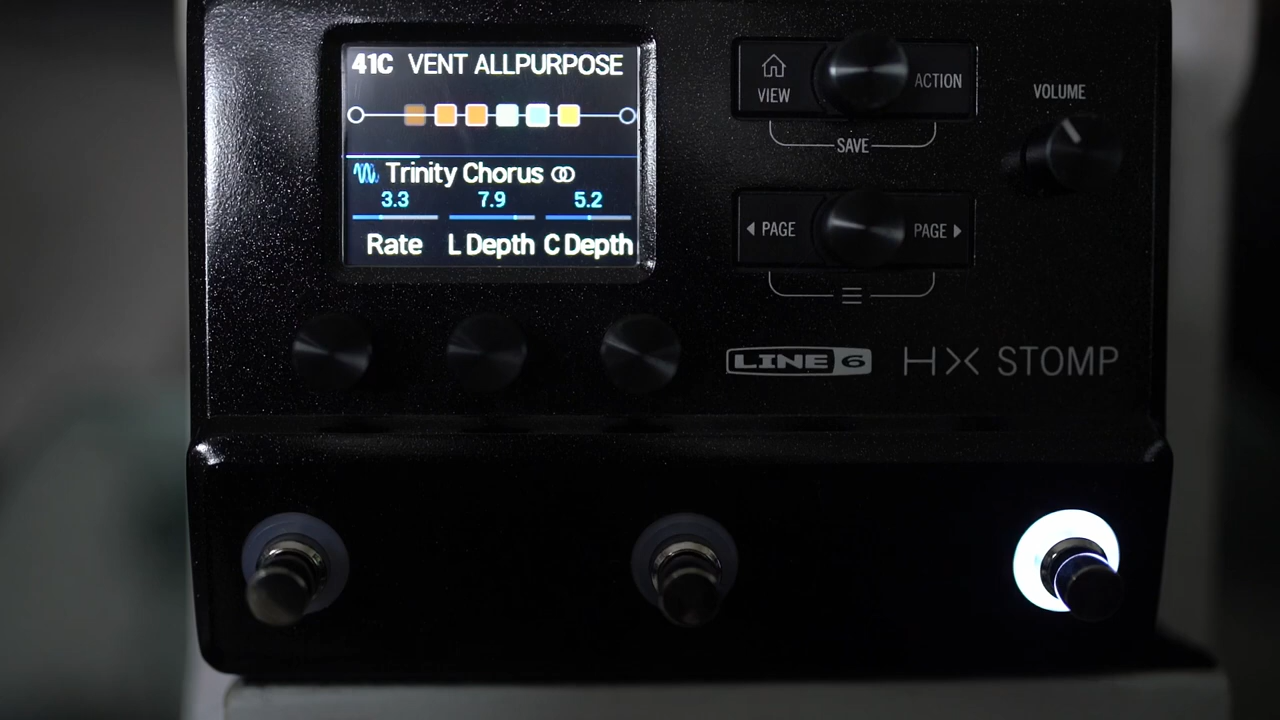 41C VENT ALLPURPOSE
Trinity Chorus
3.3 7.9 5.2
Rate L Depth C Depth
VIEW
ACTION
SAVE
VOLUME
PAGE
PAGE
LINE 6 HX STOMP